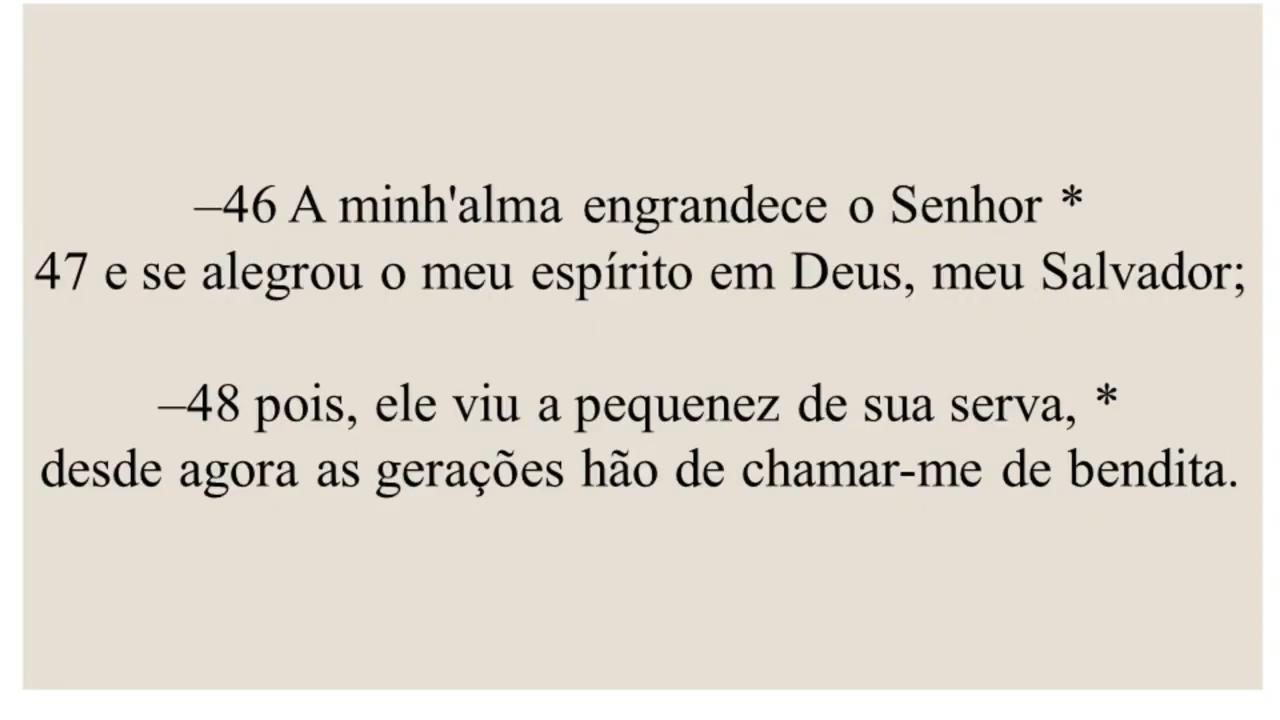 –46 A minh'alma engrandece o Senhor *
47 e se alegrou o meu espírito em Deus, meu Salvador;
–48 pois, ele viu a pequenez de sua serva, *
desde agora as gerações hão de chamar-me de bendita.